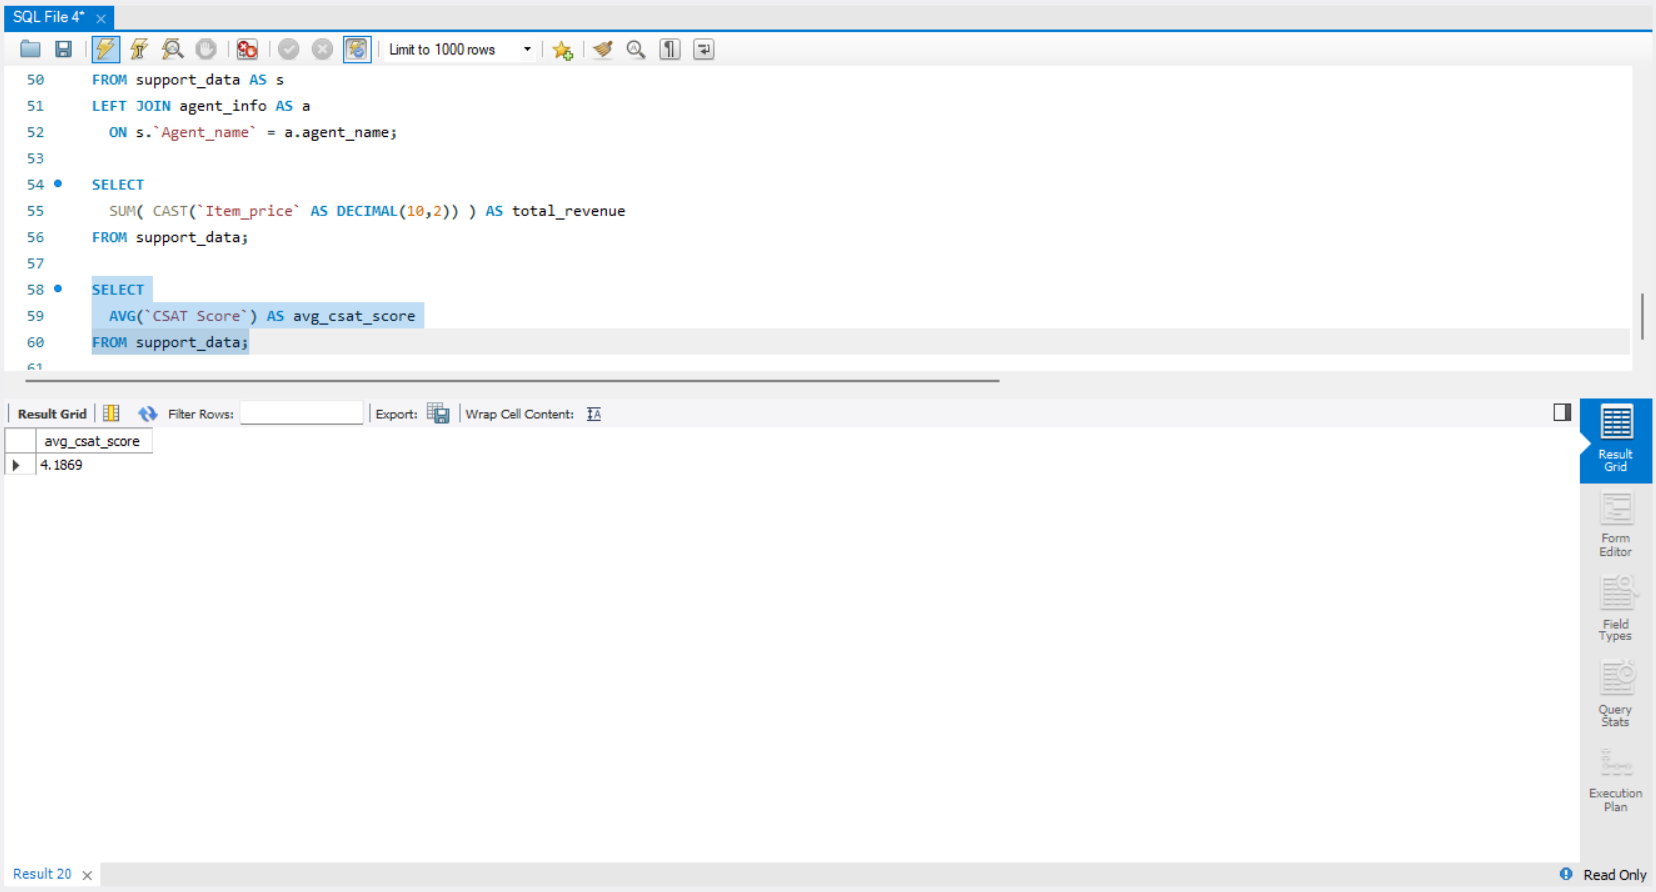 SQL File 4*
Limit to 1000 rows
50 FROM support_data AS s
51 LEFT JOIN agent_info AS a
52 ON s.`Agent_name` = a.agent_name;
53
54 SELECT
55 SUM( CAST(`Item_price` AS DECIMAL(10,2)) ) AS total_revenue
56 FROM support_data;
57
58 SELECT
59 AVG(`CSAT Score`) AS avg_csat_score
60 FROM support_data;
61
Result Grid Filter Rows: Export: Wrap Cell Content:
avg_csat_score
4.1869
Result
Grid
Form
Editor
Field
Types
Query
Stats
Execution
Plan
Result 20
Read Only